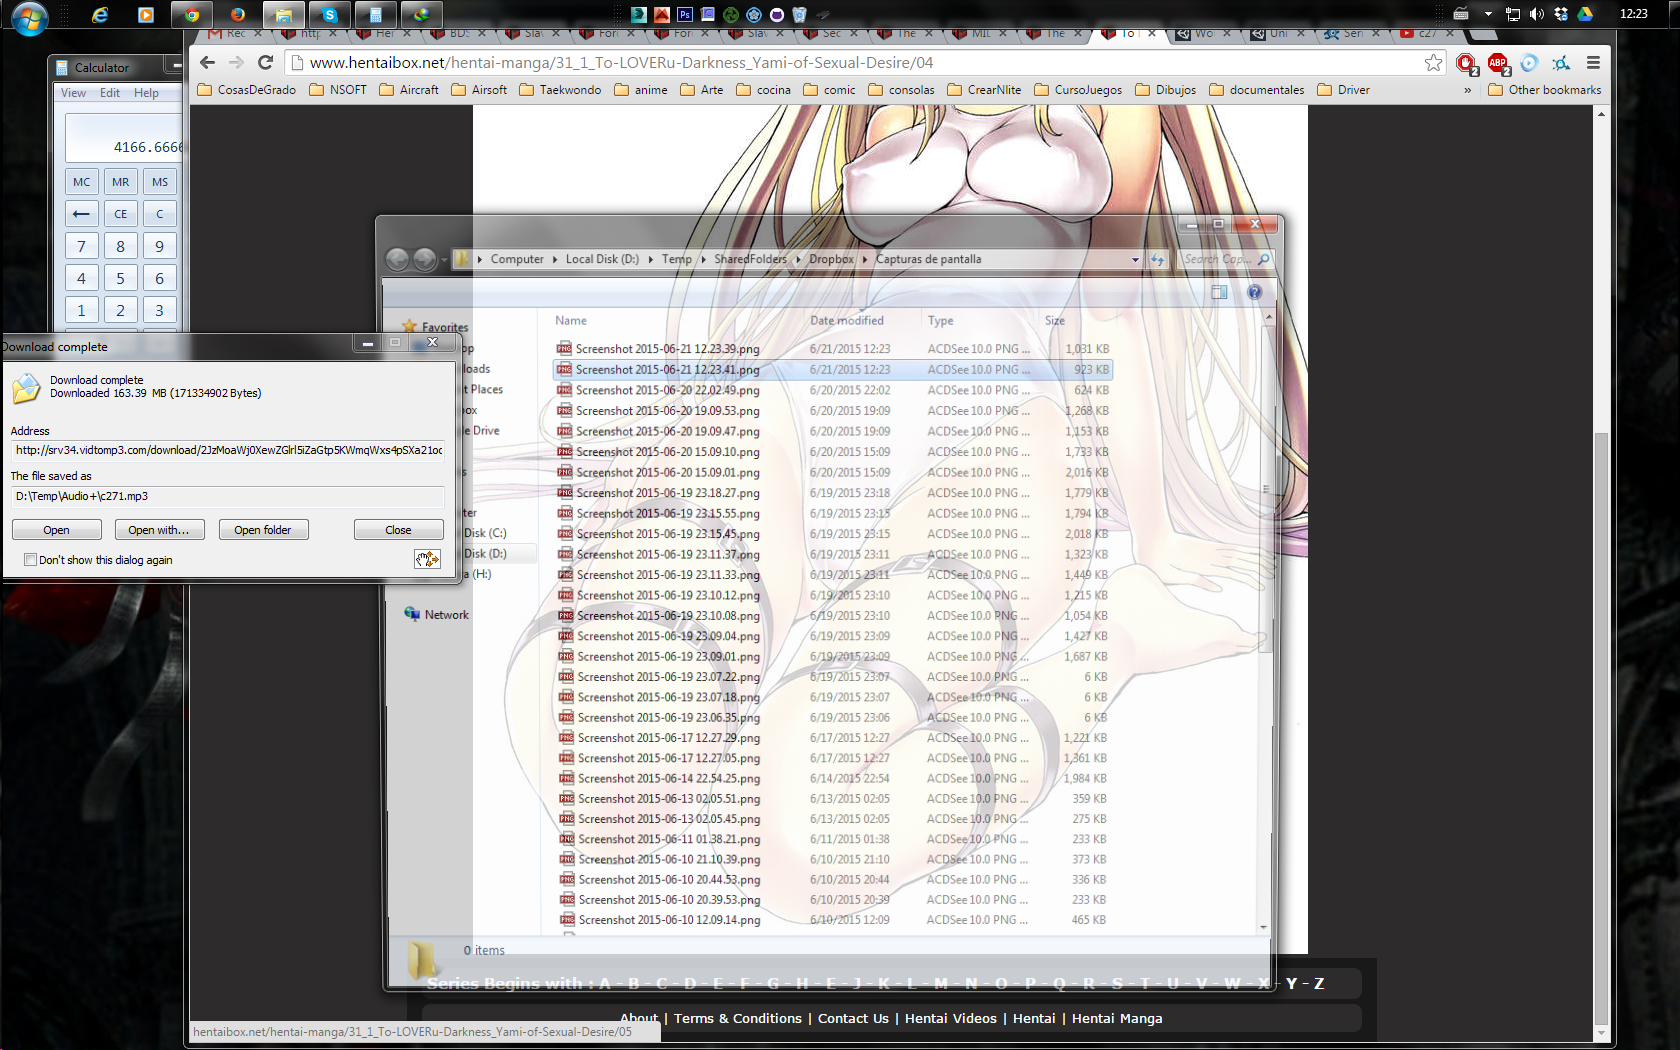 12:23
Rec
http
Her
BDS
Slav
Ford
Ford
Slav
Sec
The
MIL
The
To
Wo
Uni
Seri
c27
www.hentaibox.net/hentai-manga/31_1_To-LOVERu-Darkness_Yami-of-Sexual-Desire/04
2
ABP
2
CosasDeGrado
NSOFT
Aircraft
Airsoft
Taekwondo
anime
Arte
cocina
comic
consolas
CrearNlite
CursoJuegos
Dibujos
documentales
Driver
»
Other bookmarks
Calculator
View Edit Help
4166.6666
MC MR MS
← CE C
7 8 9
4 5 6
1 2 3
Download complete
Download complete
Downloaded 163.39 MB (171334902 Bytes)
Address
The file saved as
D:\Temp\Audio+\c271.mp3
Open Open with... Open folder Close
Don't show this dialog again
Computer Local Disk (D:) Temp SharedFolders Dropbox Capturas de pantalla
Search Cap...
Favorites
op
loads
t Places
ox
le Drive
s
ter
Disk (C:)
Disk (D:)
a (H:)
Network
Name Date modified Type Size
Screenshot 2015-06-21 12.23.39.png 6/21/2015 12:23 ACDSee 10.0 PNG ... 1,031 KB
Screenshot 2015-06-21 12.23.41.png 6/21/2015 12:23 ACDSee 10.0 PNG ... 923 KB
Screenshot 2015-06-20 22.02.49.png 6/20/2015 22:02 ACDSee 10.0 PNG ... 624 KB
Screenshot 2015-06-20 19.09.53.png 6/20/2015 19:09 ACDSee 10.0 PNG ... 1,268 KB
Screenshot 2015-06-20 19.09.47.png 6/20/2015 19:09 ACDSee 10.0 PNG ... 1,153 KB
Screenshot 2015-06-20 15.09.10.png 6/20/2015 15:09 ACDSee 10.0 PNG ... 1,733 KB
Screenshot 2015-06-20 15.09.01.png 6/20/2015 15:09 ACDSee 10.0 PNG ... 2,016 KB
Screenshot 2015-06-19 23.18.27.png 6/19/2015 23:18 ACDSee 10.0 PNG ... 1,779 KB
Screenshot 2015-06-19 23.15.55.png 6/19/2015 23:15 ACDSee 10.0 PNG ... 1,794 KB
Screenshot 2015-06-19 23.15.45.png 6/19/2015 23:15 ACDSee 10.0 PNG ... 2,018 KB
Screenshot 2015-06-19 23.11.37.png 6/19/2015 23:11 ACDSee 10.0 PNG ... 1,323 KB
Screenshot 2015-06-19 23.11.33.png 6/19/2015 23:11 ACDSee 10.0 PNG ... 1,449 KB
Screenshot 2015-06-19 23.10.12.png 6/19/2015 23:10 ACDSee 10.0 PNG ... 1,215 KB
Screenshot 2015-06-19 23.10.08.png 6/19/2015 23:10 ACDSee 10.0 PNG ... 1,054 KB
Screenshot 2015-06-19 23.09.04.png 6/19/2015 23:09 ACDSee 10.0 PNG ... 1,427 KB
Screenshot 2015-06-19 23.09.01.png 6/19/2015 23:09 ACDSee 10.0 PNG ... 1,687 KB
Screenshot 2015-06-19 23.07.22.png 6/19/2015 23:07 ACDSee 10.0 PNG ... 6 KB
Screenshot 2015-06-19 23.07.18.png 6/19/2015 23:07 ACDSee 10.0 PNG ... 6 KB
Screenshot 2015-06-19 23.06.35.png 6/19/2015 23:06 ACDSee 10.0 PNG ... 6 KB
Screenshot 2015-06-17 12.27.29.png 6/17/2015 12:27 ACDSee 10.0 PNG ... 1,221 KB
Screenshot 2015-06-17 12.27.05.png 6/17/2015 12:27 ACDSee 10.0 PNG ... 1,361 KB
Screenshot 2015-06-14 22.54.25.png 6/14/2015 22:54 ACDSee 10.0 PNG ... 1,984 KB
Screenshot 2015-06-13 02.05.51.png 6/13/2015 02:05 ACDSee 10.0 PNG ... 359 KB
Screenshot 2015-06-13 02.05.45.png 6/13/2015 02:05 ACDSee 10.0 PNG ... 275 KB
Screenshot 2015-06-11 01.38.21.png 6/11/2015 01:38 ACDSee 10.0 PNG ... 233 KB
Screenshot 2015-06-10 21.10.39.png 6/10/2015 21:10 ACDSee 10.0 PNG ... 373 KB
Screenshot 2015-06-10 20.44.53.png 6/10/2015 20:44 ACDSee 10.0 PNG ... 336 KB
Screenshot 2015-06-10 20.39.53.png 6/10/2015 20:39 ACDSee 10.0 PNG ... 233 KB
Screenshot 2015-06-10 12.09.14.png 6/10/2015 12:09 ACDSee 10.0 PNG ... 465 KB
0 items
Series Begins with : A - B - C - D - E - F - G - H - E - J - K - L - M - N - O - P - Q - R - S - T - U - V - W - X - Y - Z
About | Terms & Conditions | Contact Us | Hentai Videos | Hentai | Hentai Manga
hentaibox.net/hentai-manga/31_1_To-LOVERu-Darkness_Yami-of-Sexual-Desire/05